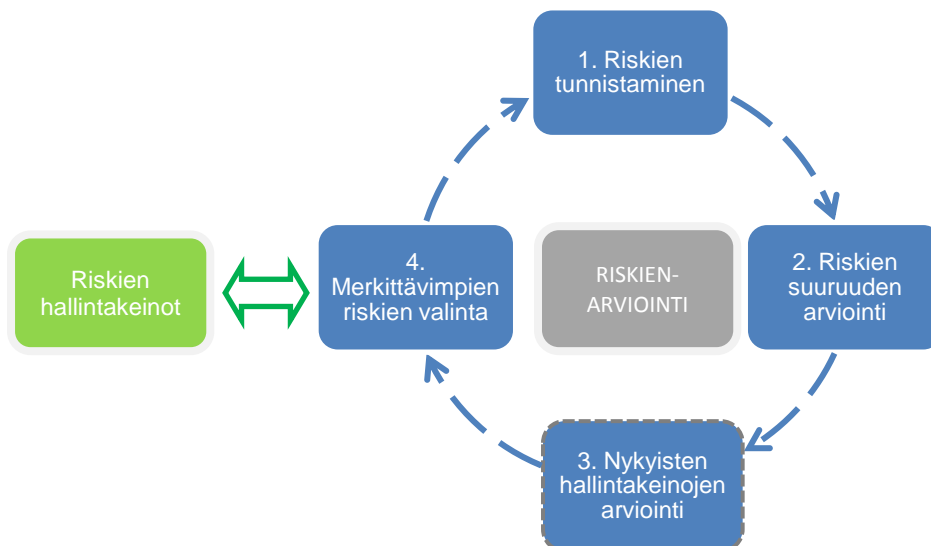 1. Riskien
tunnistaminen
Riskien
hallintakeinot
4.
Merkittävimpien
riskien valinta
RISKIEN-
ARVIOINTI
2. Riskien
suuruuden
arviointi
3. Nykyisten
hallintakeinojen
arviointi